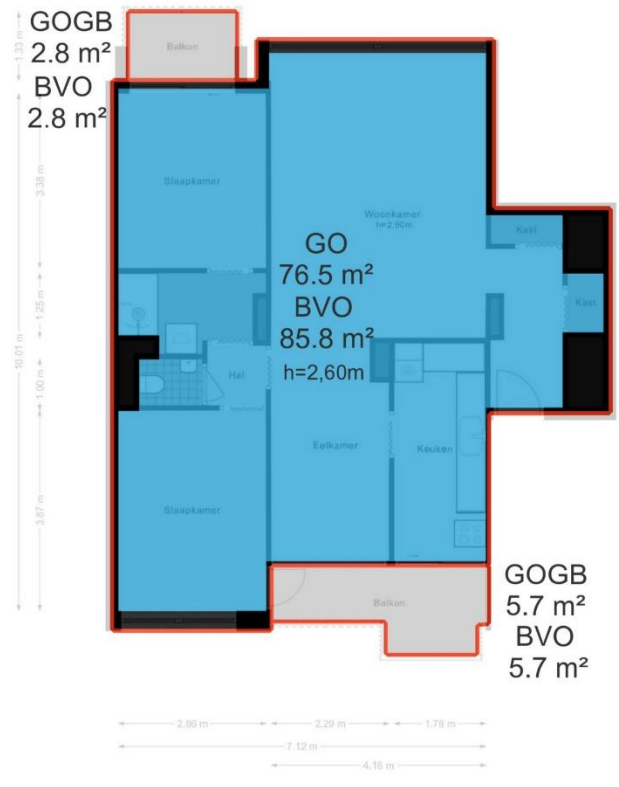 GOGB
2.8 m²
BVO
2.8 m²
Balkon
1.33 m
10.01 m
3.38 m
1.25 m
1.00 m
3.87 m
Slaapkamer
Woonkamer
h=2,60m
Kast
Kast
GO
76.5 m²
BVO
85.8 m²
h=2,60m
Hal
Eetkamer
Keuken
Slaapkamer
Balkon
GOGB
5.7 m²
BVO
5.7 m²
2.86 m
2.29 m
1.78 m
7.12 m
4.16 m